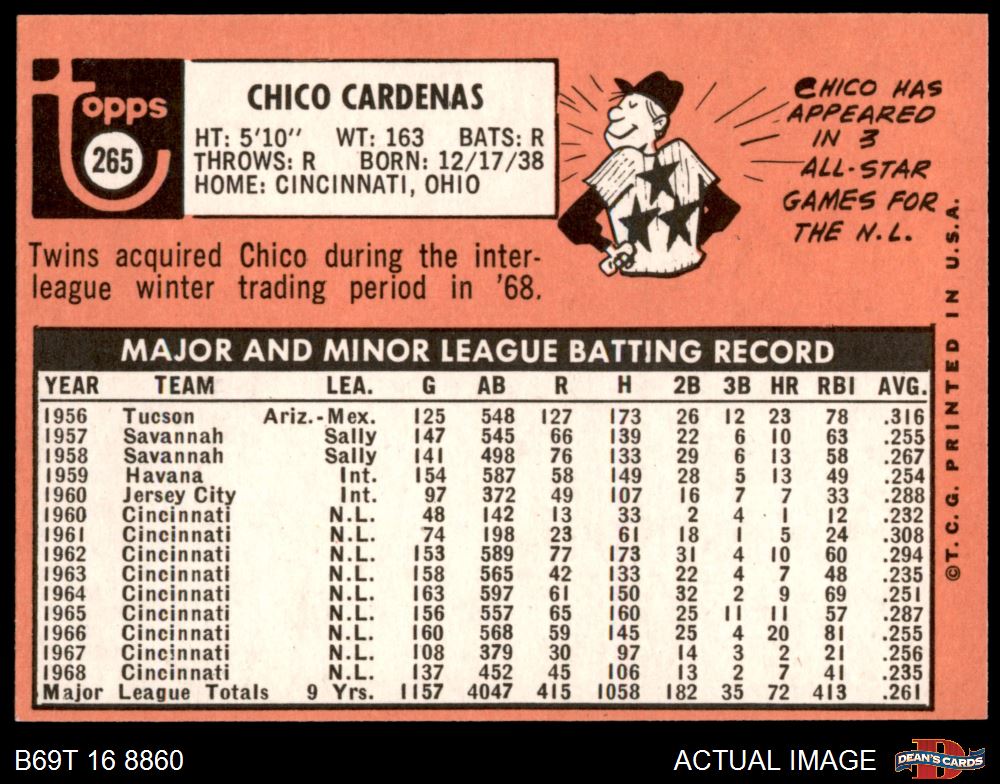 topps
265
CHICO CARDENAS
HT: 5'10" WT: 163 BATS: R
THROWS: R BORN: 12/17/38
HOME: CINCINNATI, OHIO
CHICO HAS
APPEARED
IN 3
ALL-STAR
GAMES FOR
THE N.L.
Twins acquired Chico during the inter-
league winter trading period in '68.
MAJOR AND MINOR LEAGUE BATTING RECORD
YEAR TEAM LEA. G AB R H 2B 3B HR RBI AVG.
1956 Tucson Ariz.-Mex. 125 548 127 173 26 12 23 78 .316
1957 Savannah Sally 147 545 66 139 22 6 10 63 .255
1958 Savannah Sally 141 498 76 133 29 6 13 58 .267
1959 Havana Int. 154 587 58 149 28 5 13 49 .254
1960 Jersey City Int. 97 372 49 107 16 7 7 33 .288
1960 Cincinnati N.L. 48 142 13 33 2 4 1 12 .232
1961 Cincinnati N.L. 74 198 23 61 18 1 5 24 .308
1962 Cincinnati N.L. 153 589 77 173 31 4 10 60 .294
1963 Cincinnati N.L. 158 565 42 133 22 4 7 48 .235
1964 Cincinnati N.L. 163 597 61 150 32 2 9 69 .251
1965 Cincinnati N.L. 156 557 65 160 25 11 11 57 .287
1966 Cincinnati N.L. 160 568 59 145 25 4 20 81 .255
1967 Cincinnati N.L. 108 379 30 97 14 3 2 21 .256
1968 Cincinnati N.L. 137 452 45 106 13 2 7 41 .235
Major League Totals 9 Yrs. 1157 4047 415 1058 182 35 72 413 .261
©T.C.G. PRINTED IN U.S.A.
B69T 16 8860
ACTUAL IMAGE
DEAN'S CARDS